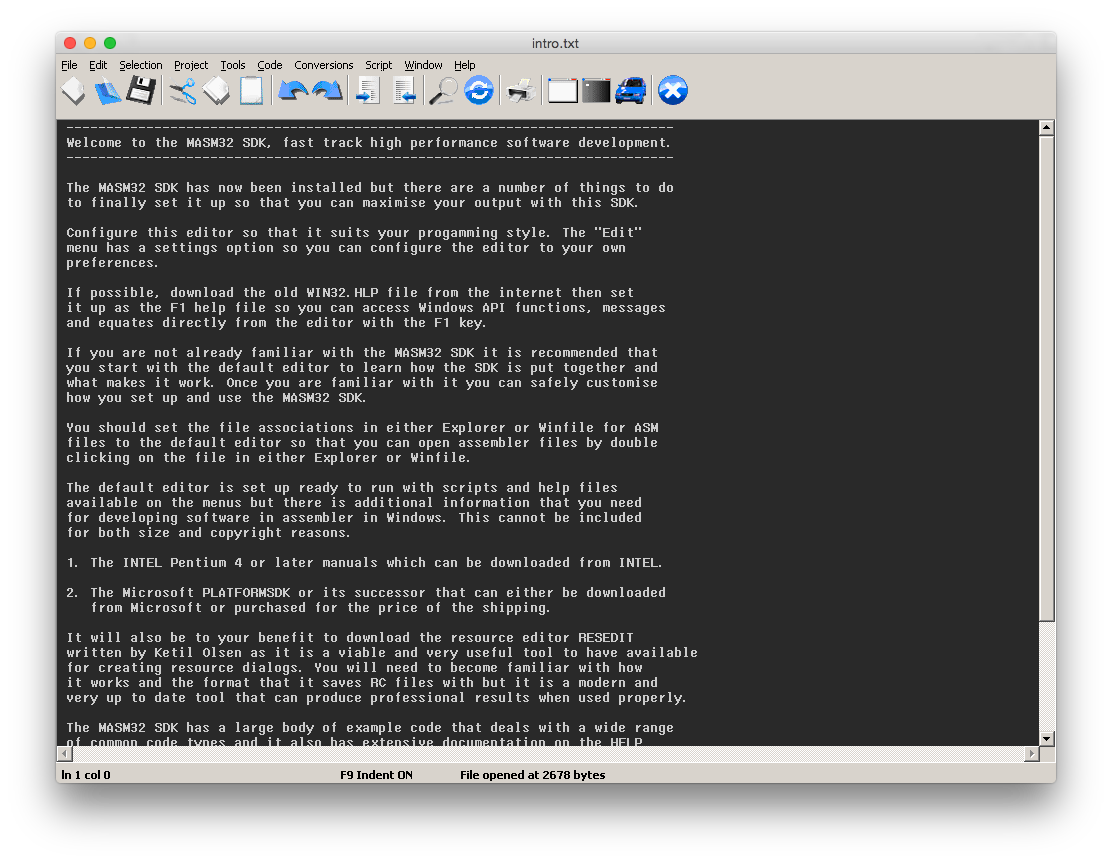 intro.txt
File Edit Selection Project Tools Code Conversions Script Window Help
--------------------------------------------------------------------------
Welcome to the MASM32 SDK, fast track high performance software development.
--------------------------------------------------------------------------
The MASM32 SDK has now been installed but there are a number of things to do
to finally set it up so that you can maximise your output with this SDK.
Configure this editor so that it suits your progamming style. The "Edit"
menu has a settings option so you can configure the editor to your own
preferences.
If possible, download the old WIN32.HLP file from the internet then set
it up as the F1 help file so you can access Windows API functions, messages
and equates directly from the editor with the F1 key.
If you are not already familiar with the MASM32 SDK it is recommended that
you start with the default editor to learn how the SDK is put together and
what makes it work. Once you are familiar with it you can safely customise
how you set up and use the MASM32 SDK.
You should set the file associations in either Explorer or Winfile for ASM
files to the default editor so that you can open assembler files by double
clicking on the file in either Explorer or Winfile.
The default editor is set up ready to run with scripts and help files
available on the menus but there is additional information that you need
for developing software in assembler in Windows. This cannot be included
for both size and copyright reasons.
1. The INTEL Pentium 4 or later manuals which can be downloaded from INTEL.
2. The Microsoft PLATFORMSDK or its successor that can either be downloaded
from Microsoft or purchased for the price of the shipping.
It will also be to your benefit to download the resource editor RESEDIT
written by Ketil Olsen as it is a viable and very useful tool to have available
for creating resource dialogs. You will need to become familiar with how
it works and the format that it saves RC files with but it is a modern and
very up to date tool that can produce professional results when used properly.
The MASM32 SDK has a large body of example code that deals with a wide range
of common code types and it also has extensive documentation on the HELP
ln 1 col 0 F9 Indent ON File opened at 2678 bytes